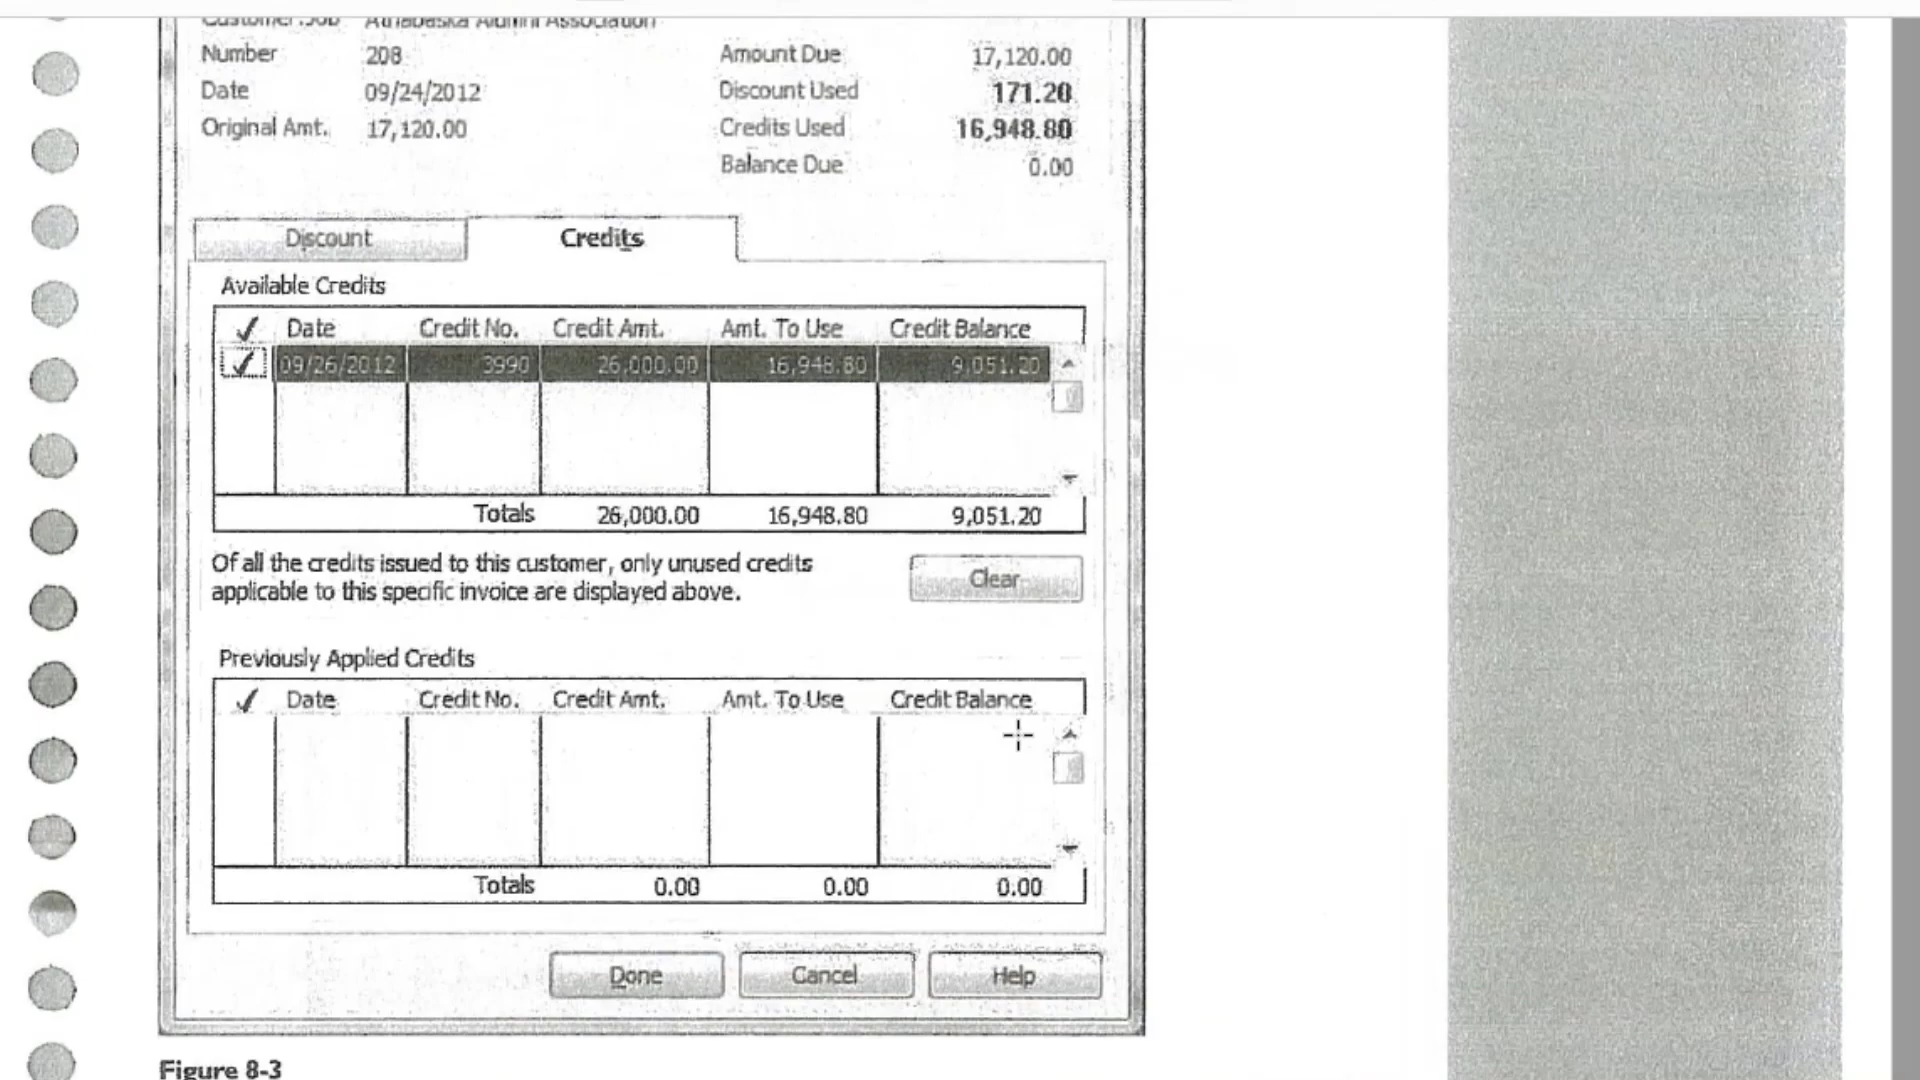 Customer:Job Athabaska Alumni Association
Number 208 Amount Due 17,120.00
Date 09/24/2012 Discount Used 171.20
Original Amt. 17,120.00 Credits Used 16,948.80
Balance Due 0.00
Discount Credits
Available Credits
✓ Date Credit No. Credit Amt. Amt. To Use Credit Balance
✓ 09/26/2012 3990 26,000.00 16,948.80 9,051.20
Totals 26,000.00 16,948.80 9,051.20
Of all the credits issued to this customer, only unused credits
applicable to this specific invoice are displayed above.
Clear
Previously Applied Credits
✓ Date Credit No. Credit Amt. Amt. To Use Credit Balance
Totals 0.00 0.00 0.00
Done Cancel Help
Figure 8-3